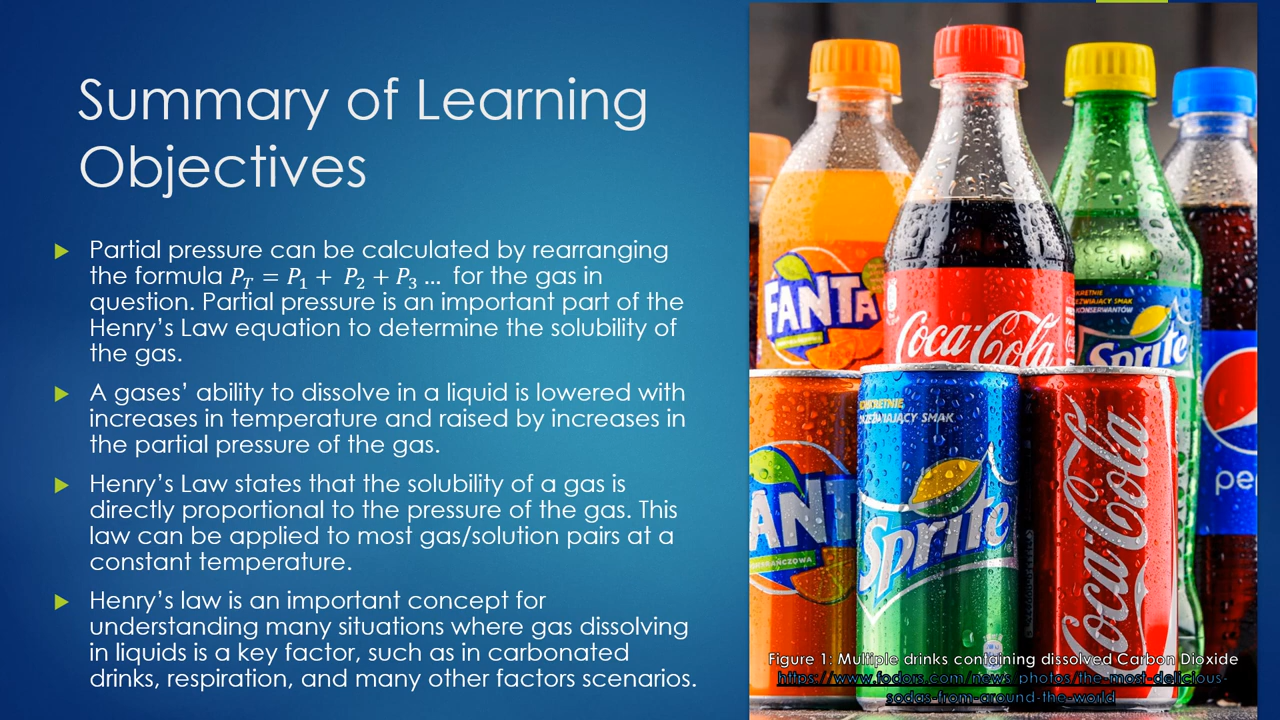 Summary of Learning
Objectives
Partial pressure can be calculated by rearranging
the formula P_T = P_1 + P_2 + P_3 … for the gas in
question. Partial pressure is an important part of the
Henry’s Law equation to determine the solubility of
the gas.
A gases’ ability to dissolve in a liquid is lowered with
increases in temperature and raised by increases in
the partial pressure of the gas.
Henry’s Law states that the solubility of a gas is
directly proportional to the pressure of the gas. This
law can be applied to most gas/solution pairs at a
constant temperature.
Henry’s law is an important concept for
understanding many situations where gas dissolving
in liquids is a key factor, such as in carbonated
drinks, respiration, and many other factors scenarios.
FANTA
Coca-Cola
Sprite
pe
ANT
Sprite
Coca-Cola
Figure 1: Multiple drinks containing dissolved Carbon Dioxide
https://www.fodors.com/news/photos/the-most-delicious-
sodas-from-around-the-world